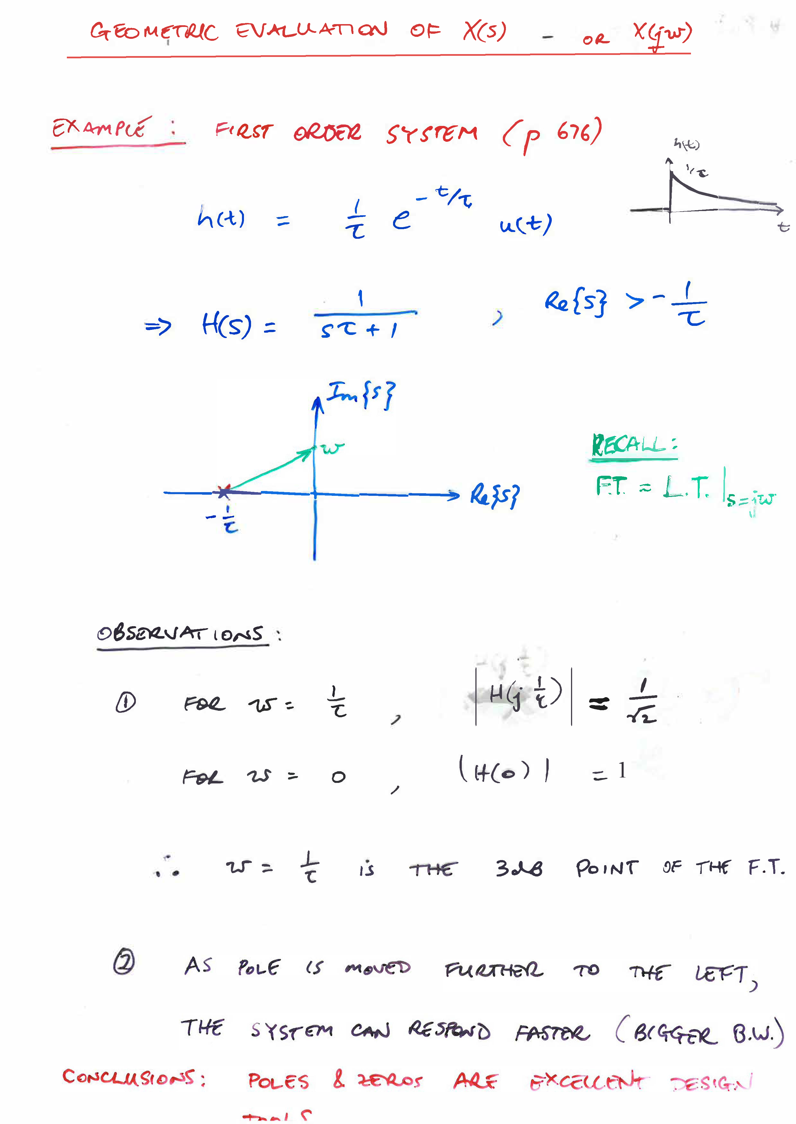 GEOMETRIC EVALUATION OF X(s) - OR X(jw)
EXAMPLE : FIRST ORDER SYSTEM (p 676)
h(t)
1/τ
t
h(t) = 1/τ e^-t/τ u(t)
⇒ H(s) = 1/(sτ+1) , Re{s} > -1/τ
Im{s}
w
Re{s}
-1/τ
RECALL:
F.T. = L.T. |s=jw
OBSERVATIONS :
① FOR w = 1/τ , |H(j 1/τ)| = 1/√2
FOR w = 0 , |H(0)| = 1
∴ w = 1/τ is THE 3dB POINT OF THE F.T.
② AS POLE IS MOVED FURTHER TO THE LEFT,
THE SYSTEM CAN RESPOND FASTER (BIGGER B.W.)
CONCLUSIONS: POLES & ZEROS ARE EXCELLENT DESIGN